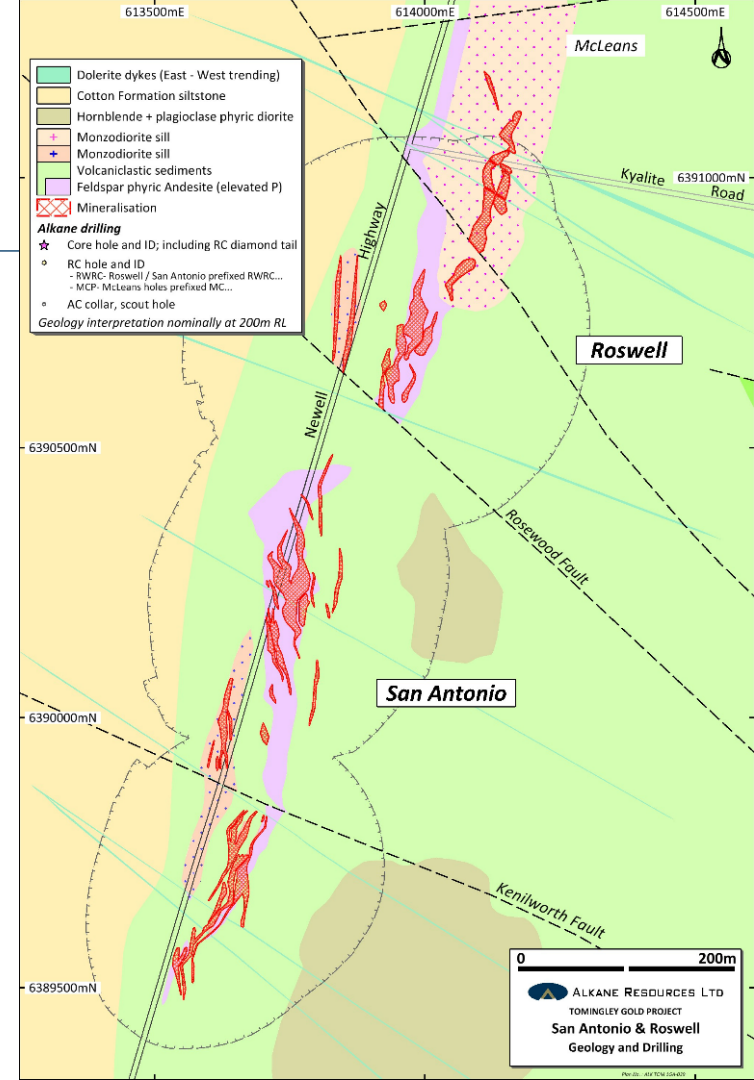 613500mE
614000mE
614500mE
McLeans
Dolerite dykes (East - West trending)
Cotton Formation siltstone
Hornblende + plagioclase phyric diorite
Monzodiorite sill
Monzodiorite sill
Volcaniclastic sediments
Feldspar phyric Andesite (elevated P)
Mineralisation
Alkane drilling
Core hole and ID; including RC diamond tail
RC hole and ID
- RWRC- Roswell / San Antonio prefixed RWRC...
- MCP- McLeans holes prefixed MC...
AC collar, scout hole
Geology interpretation nominally at 200m RL
Kyalite Road
6391000mN
Newell Highway
Roswell
6390500mN
Rosewood Fault
San Antonio
6390000mN
Kenilworth Fault
6389500mN
0 200m
ALKANE RESOURCES LTD
TOMINGLEY GOLD PROJECT
San Antonio & Roswell
Geology and Drilling